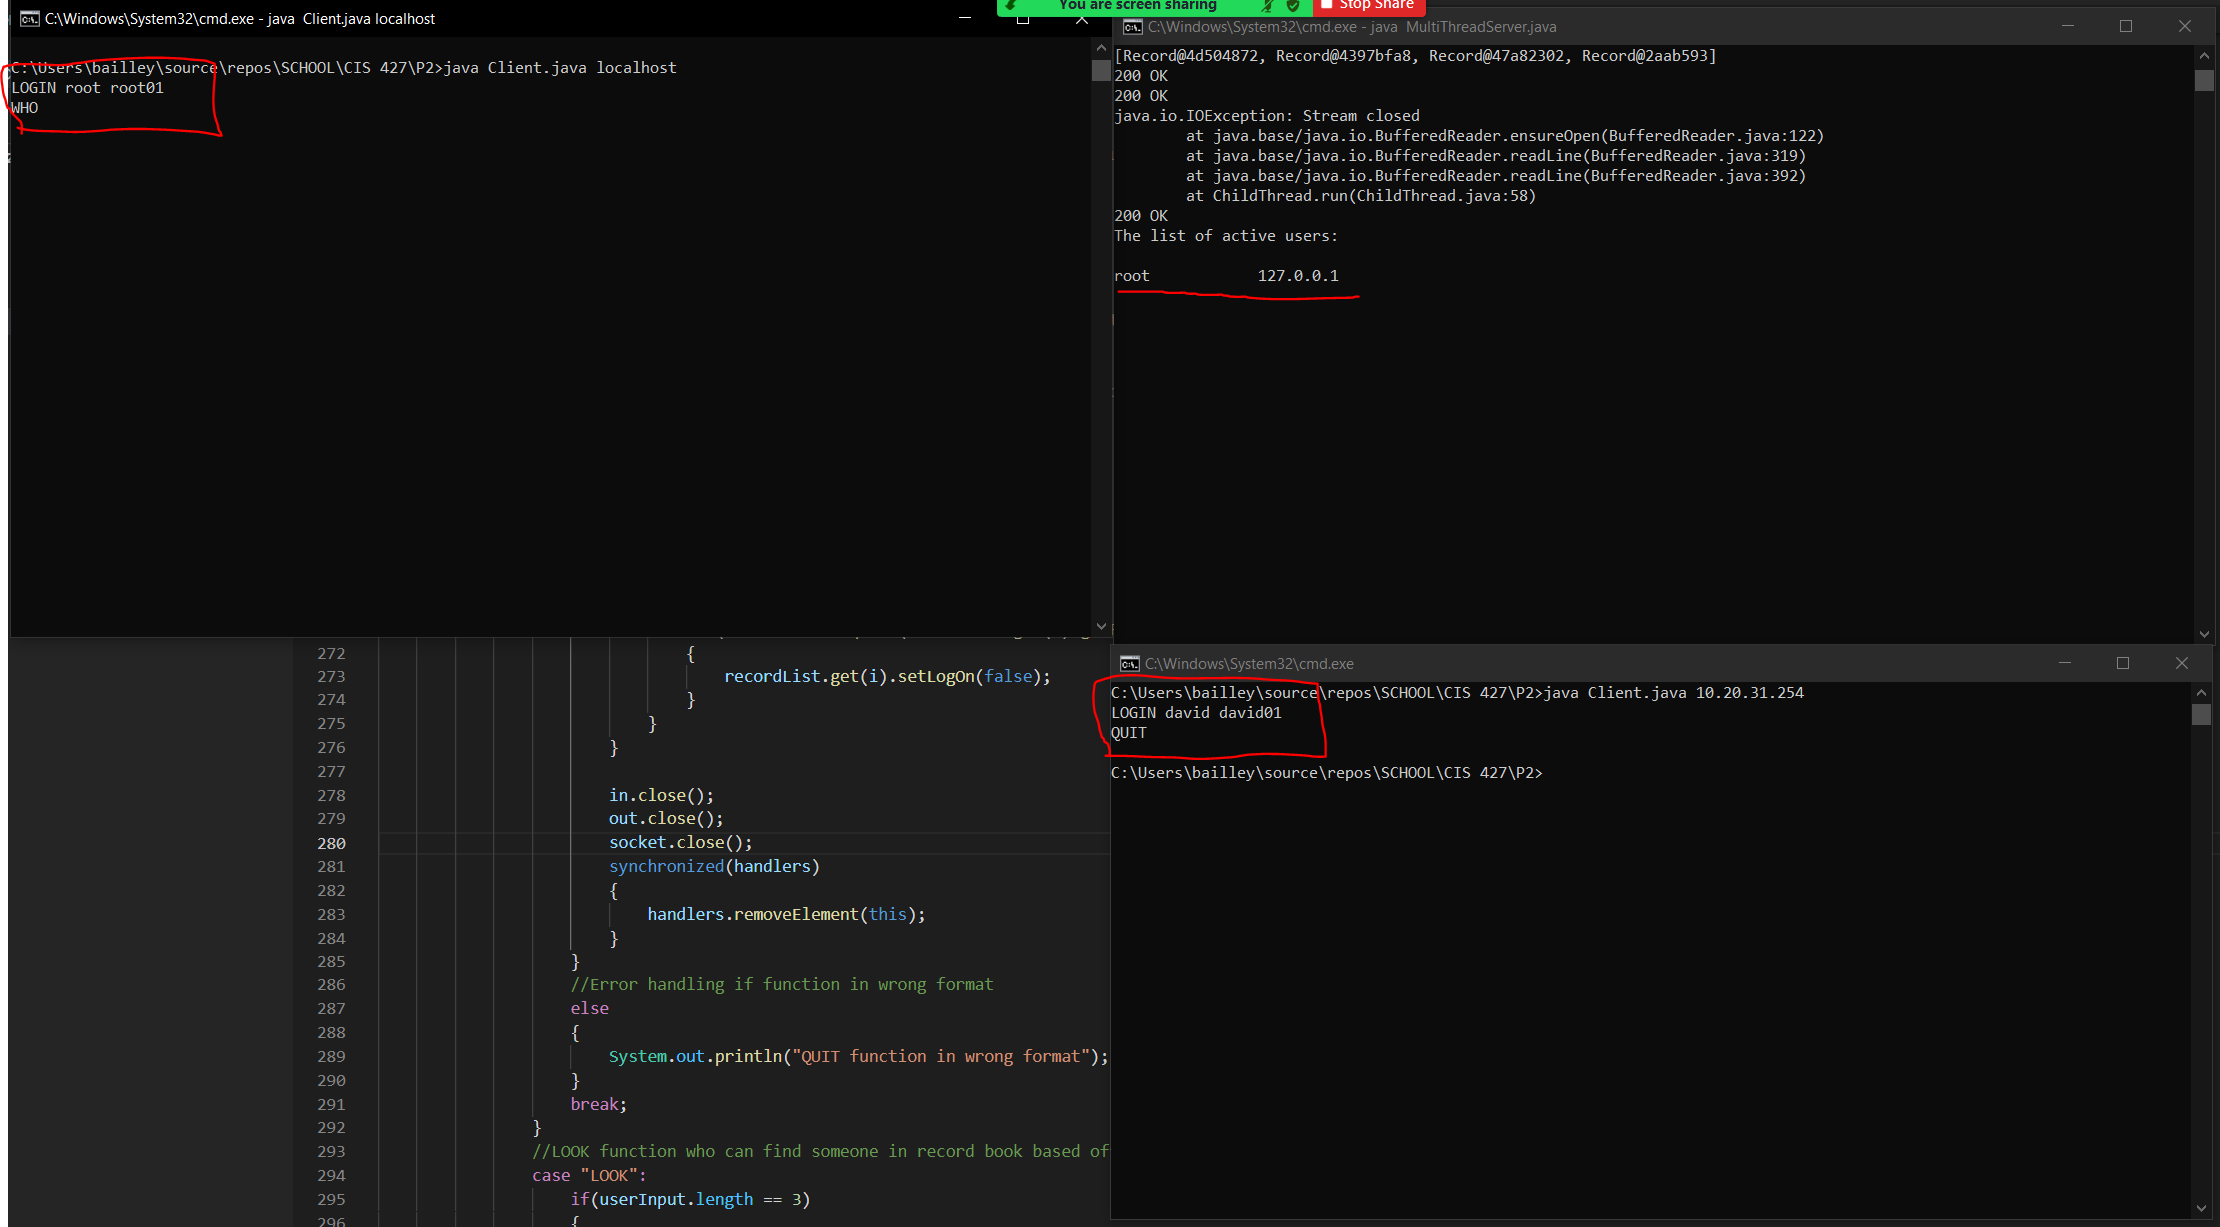 C:\Windows\System32\cmd.exe - java  Client.java localhost
C:\Users\bailley\source\repos\SCHOOL\CIS 427\P2>java Client.java localhost
LOGIN root root01
WHO
You are screen sharing
Stop Share
C:\Windows\System32\cmd.exe - java  MultiThreadServer.java
[Record@4d504872, Record@4397bfa8, Record@47a82302, Record@2aab593]
200 OK
200 OK
java.io.IOException: Stream closed
at java.base/java.io.BufferedReader.ensureOpen(BufferedReader.java:122)
at java.base/java.io.BufferedReader.readLine(BufferedReader.java:319)
at java.base/java.io.BufferedReader.readLine(BufferedReader.java:392)
at ChildThread.run(ChildThread.java:58)
200 OK
The list of active users:
root 127.0.0.1
272 {
273 recordList.get(i).setLogOn(false);
274 }
275 }
276 }
277
278 in.close();
279 out.close();
280 socket.close();
281 synchronized(handlers)
282 {
283 handlers.removeElement(this);
284 }
285 }
286 //Error handling if function in wrong format
287 else
288 {
289 System.out.println("QUIT function in wrong format");
290 }
291 break;
292 }
293 //LOOK function who can find someone in record book based of
294 case "LOOK":
295 if(userInput.length == 3)
296 {
C:\Windows\System32\cmd.exe
C:\Users\bailley\source\repos\SCHOOL\CIS 427\P2>java Client.java 10.20.31.254
LOGIN david david01
QUIT
C:\Users\bailley\source\repos\SCHOOL\CIS 427\P2>